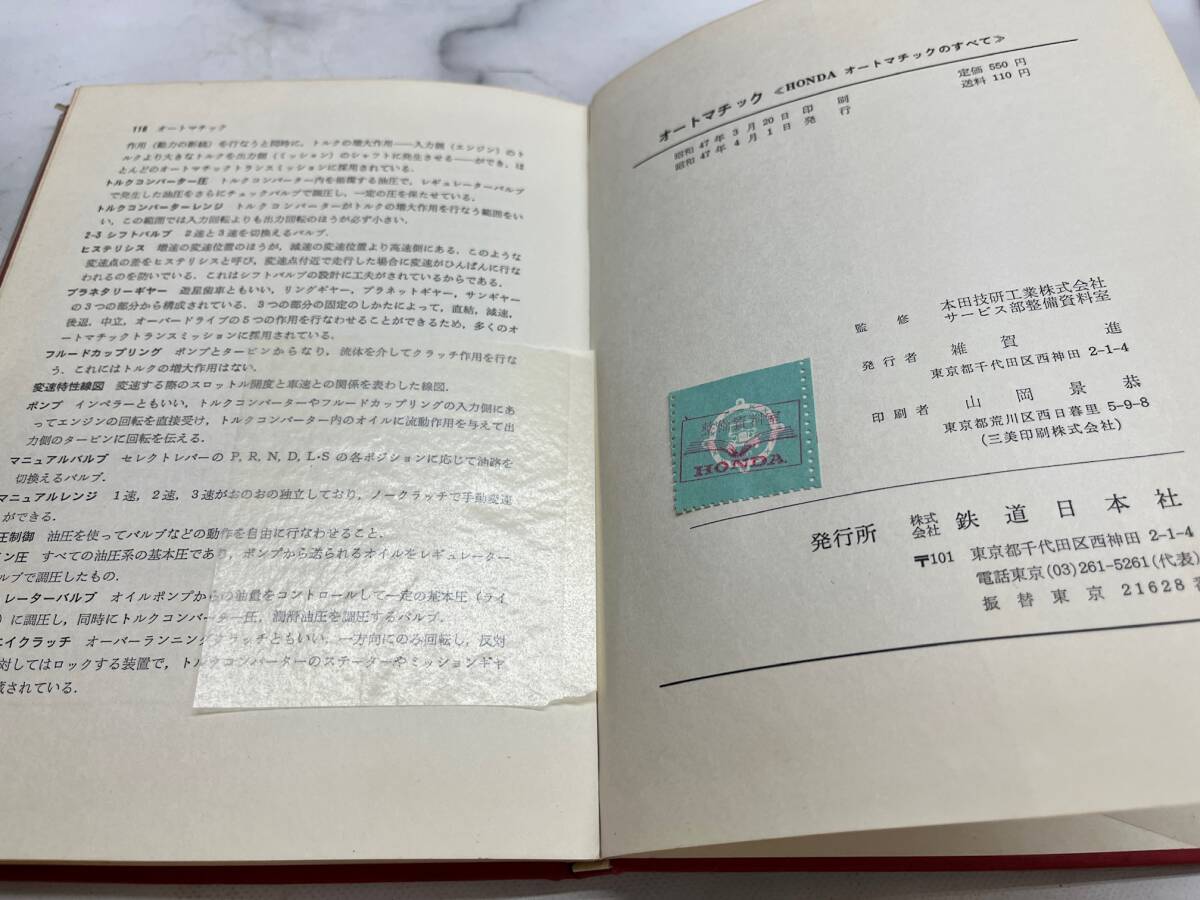 116 オートマチック
作用（動力の断続）を行なうと同時に，トルクの増大作用——入力側（エンジン）のト
ルクより大きなトルクを出力側（ミッション）のシャフトに発生させる——ができ，ほ
とんどのオートマチックトランスミッションに採用されている．
トルクコンバーター圧 トルクコンバーター内を循環する油圧で，レギュレーターバルブ
で発生した油圧をさらにチェックバルブで調圧し，一定の圧を保たせている．
トルクコンバーターレンジ トルクコンバーターがトルクの増大作用を行なう範囲をい
い，この範囲では入力回転よりも出力回転のほうが必ず小さい．
2-3 シフトバルブ 2速と3速を切換えるバルブ．
ヒステリシス 増速の変速位置のほうが，減速の変速位置より高速側にある．このような
変速点の差をヒステリシスと呼び，変速点付近で走行した場合に変速がひんぱんに行な
われるのを防いでいる．これはシフトバルブの設計に工夫がされているからである．
プラネタリーギヤー 遊星歯車ともいい，リングギヤー，プラネットギヤー，サンギヤー
の3つの部分から構成されている．3つの部分の固定のしかたによって，直結，減速，
後退，中立，オーバードライブの5つの作用を行なわせることができるため，多くのオ
ートマチックトランスミッションに採用されている．
フルードカップリング ポンプとタービンからなり，流体を介してクラッチ作用を行な
う．これにはトルクの増大作用はない．
変速特性線図 変速する際のスロットル開度と車速との関係を表わした線図．
ポンプ インペラーともいい，トルクコンバーターやフルードカップリングの入力側にあ
ってエンジンの回転を直接受け，トルクコンバーター内のオイルに流動作用を与えて出
力側のタービンに回転を伝える．
マニュアルバルブ セレクトレバーの P，R，N，D，L·S の各ポジションに応じて油路を
切換えるバルブ．
マニュアルレンジ 1速，2速，3速がおのおの独立しており，ノークラッチで手動変速
ができる．
圧制御 油圧を使ってバルブなどの動作を自由に行なわせること．
ン圧 すべての油圧系の基本圧であり，ポンプから送られるオイルをレギュレーター
ルブで調圧したもの．
レーターバルブ オイルポンプからの油量をコントロールして一定の基本圧（ライ
）に調圧し，同時にトルクコンバーター圧，潤滑油圧を調圧するバルブ．
エイクラッチ オーバーランニングクラッチともいい，一方向にのみ回転し，反対
対してはロックする装置で，トルクコンバーターのステーターやミッションギヤ
蔵されている．
オートマチック ≪HONDA オートマチックのすべて≫
定価 550 円
送料 110 円
昭和 47 年 3 月 20 日 印 刷
昭和 47 年 4 月 1 日 発 行
監 修 本田技研工業株式会社
サービス部整備資料室
発行者 雑 賀 進
東京都千代田区西神田 2-1-4
印刷者 山 岡 景 恭
東京都荒川区西日暮里 5-9-8
(三美印刷株式会社)
HONDA
発行所 株式会社 鉄道日本社
〒101 東京都千代田区西神田 2-1-4
電話東京(03)261-5261(代表)
振替東京 21628